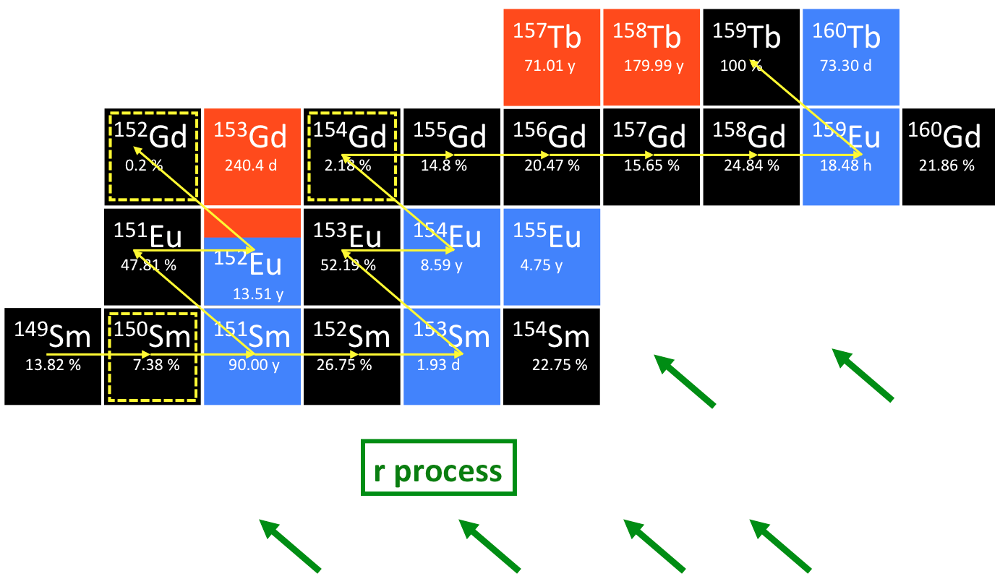 ¹⁵⁷Tb
71.01 y
¹⁵⁸Tb
179.99 y
¹⁵⁹Tb
100 %
¹⁶⁰Tb
73.30 d
¹⁵²Gd
0.2 %
¹⁵³Gd
240.4 d
¹⁵⁴Gd
2.18 %
¹⁵⁵Gd
14.8 %
¹⁵⁶Gd
20.47 %
¹⁵⁷Gd
15.65 %
¹⁵⁸Gd
24.84 %
¹⁵⁹Eu
18.48 h
¹⁶⁰Gd
21.86 %
¹⁵¹Eu
47.81 %
¹⁵²Eu
13.51 y
¹⁵³Eu
52.19 %
¹⁵⁴Eu
8.59 y
¹⁵⁵Eu
4.75 y
¹⁴⁹Sm
13.82 %
¹⁵⁰Sm
7.38 %
¹⁵¹Sm
90.00 y
¹⁵²Sm
26.75 %
¹⁵³Sm
1.93 d
¹⁵⁴Sm
22.75 %
r process